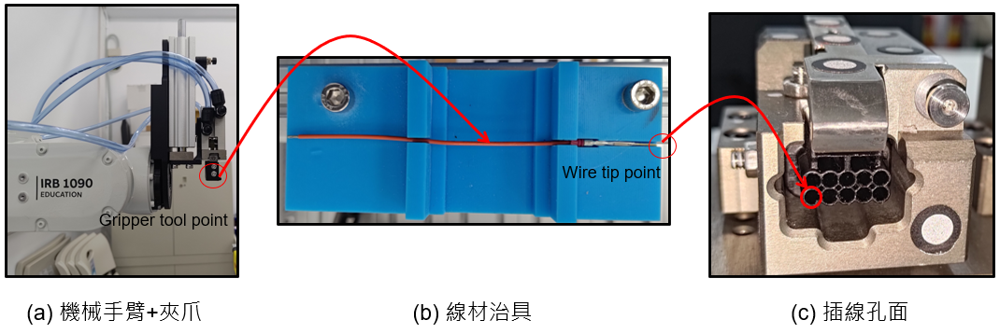 IRB 1090
EDUCATION
Gripper tool point
Wire tip point
(a) 機械手臂+夾爪
(b) 線材治具
(c) 插線孔面